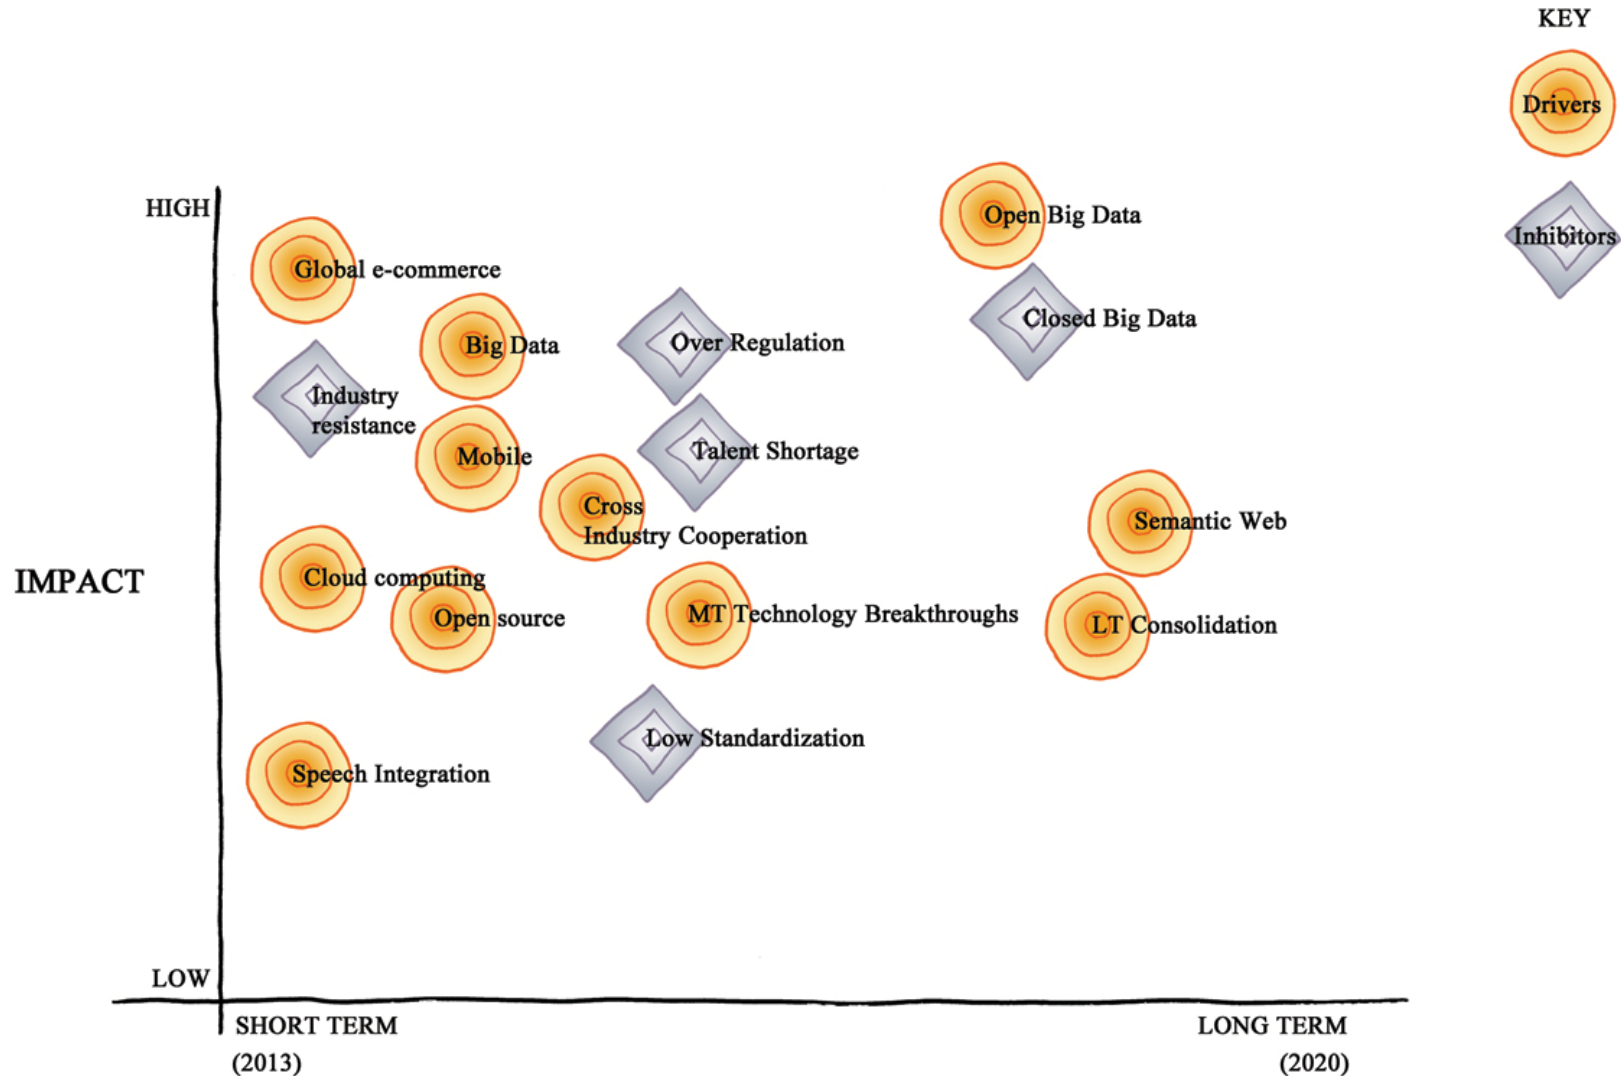 KEY
Drivers
Inhibitors
HIGH
Open Big Data
Global e-commerce
Closed Big Data
Big Data
Over Regulation
Industry
resistance
Mobile
Talent Shortage
Cross
Industry Cooperation
Semantic Web
IMPACT
Cloud computing
Open source
MT Technology Breakthroughs
LT Consolidation
Low Standardization
Speech Integration
LOW
SHORT TERM
(2013)
LONG TERM
(2020)